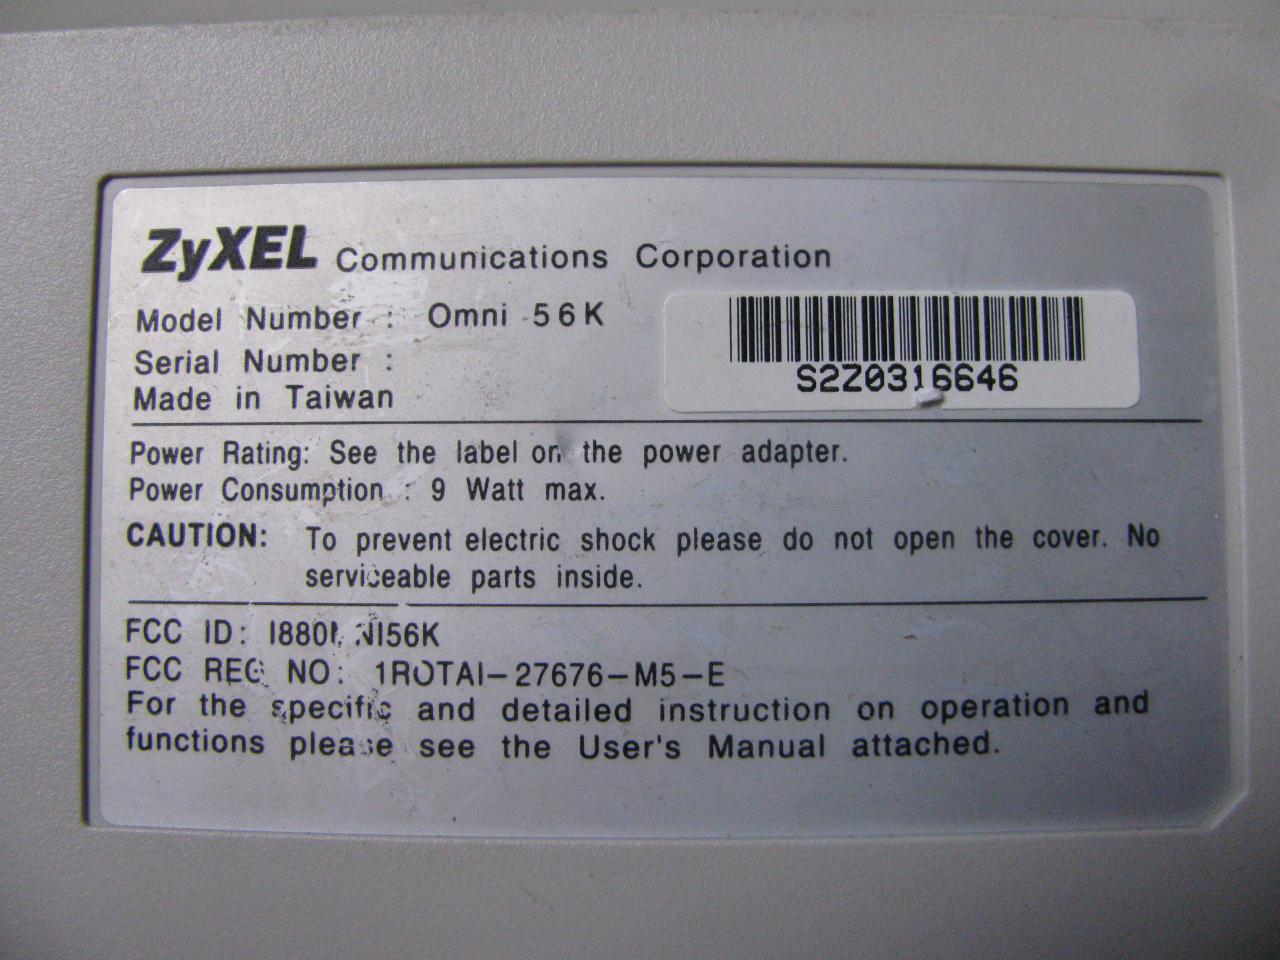 ZyXEL Communications Corporation
Model Number : Omni 56K
Serial Number :
S2Z0316646
Made in Taiwan
Power Rating: See the label on the power adapter.
Power Consumption : 9 Watt max.
CAUTION: To prevent electric shock please do not open the cover. No
serviceable parts inside.
FCC ID:
FCC REG NO: 1ROTAI-27676-M5-E
For the specific and detailed instruction on operation and
functions please see the User's Manual attached.